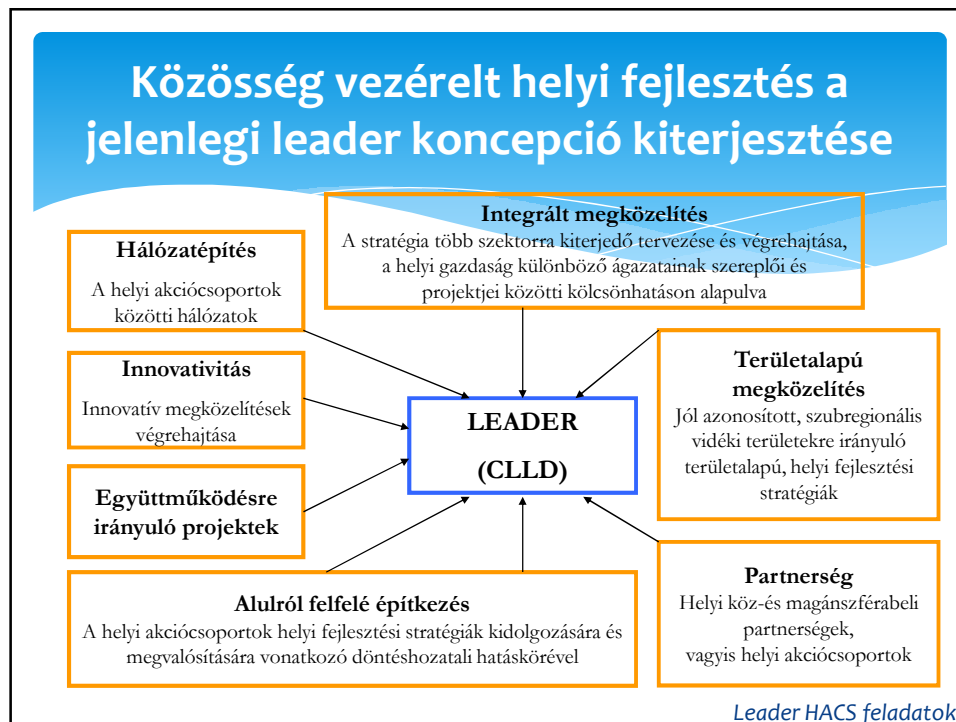 Közösség vezérelt helyi fejlesztés a
jelenlegi leader koncepció kiterjesztése
Integrált megközelítés
A stratégia több szektorra kiterjedő tervezése és végrehajtása,
a helyi gazdaság különböző ágazatainak szereplői és
projektjei közötti kölcsönhatáson alapulva
Hálózatépítés
A helyi akciócsoportok
közötti hálózatok
Innovativitás
Innovatív megközelítések
végrehajtása
Együttműködésre
irányuló projektek
LEADER
(CLLD)
Területalapú
megközelítés
Jól azonosított, szubregionális
vidéki területekre irányuló
területalapú, helyi fejlesztési
stratégiák
Alulról felfelé építkezés
A helyi akciócsoportok helyi fejlesztési stratégiák kidolgozására és
megvalósítására vonatkozó döntéshozatali hatáskörével
Partnerség
Helyi köz-és magánszférabeli
partnerségek,
vagyis helyi akciócsoportok
Leader HACS feladatok